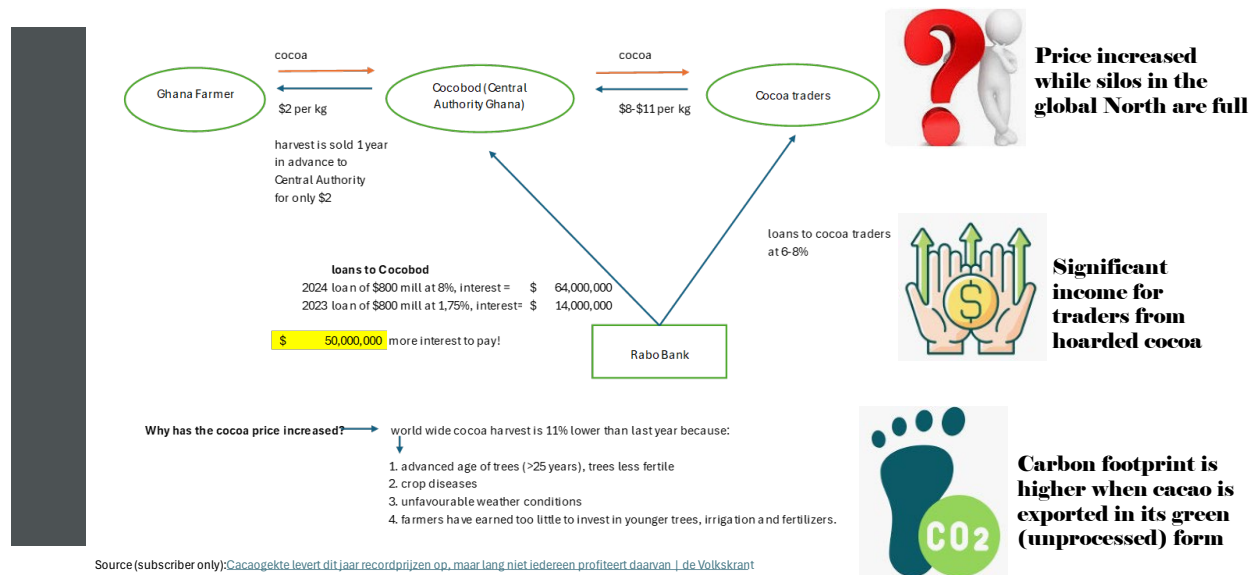 cocoa
Ghana Farmer
$2 per kg
harvest is sold 1 year
in advance to
Central Authority
for only $2
Cocobod (Central
Authority Ghana)
cocoa
$8-$11 per kg
Cocoa traders
Price increased
while silos in the
global North are full
loans to cocoa traders
at 6-8%
loans to Cocobod
2024 loan of $800 mill at 8%, interest = $ 64,000,000
2023 loan of $800 mill at 1,75%, interest= $ 14,000,000
$ 50,000,000 more interest to pay!
Rabo Bank
Significant
income for
traders from
hoarded cocoa
Why has the cocoa price increased?
world wide cocoa harvest is 11% lower than last year because:
1. advanced age of trees (>25 years), trees less fertile
2. crop diseases
3. unfavourable weather conditions
4. farmers have earned too little to invest in younger trees, irrigation and fertilizers.
CO2
Carbon footprint is
higher when cacao is
exported in its green
(unprocessed) form
Source (subscriber only):Cacaogekte levert dit jaar recordprijzen op, maar lang niet iedereen profiteert daarvan | de Volkskrant